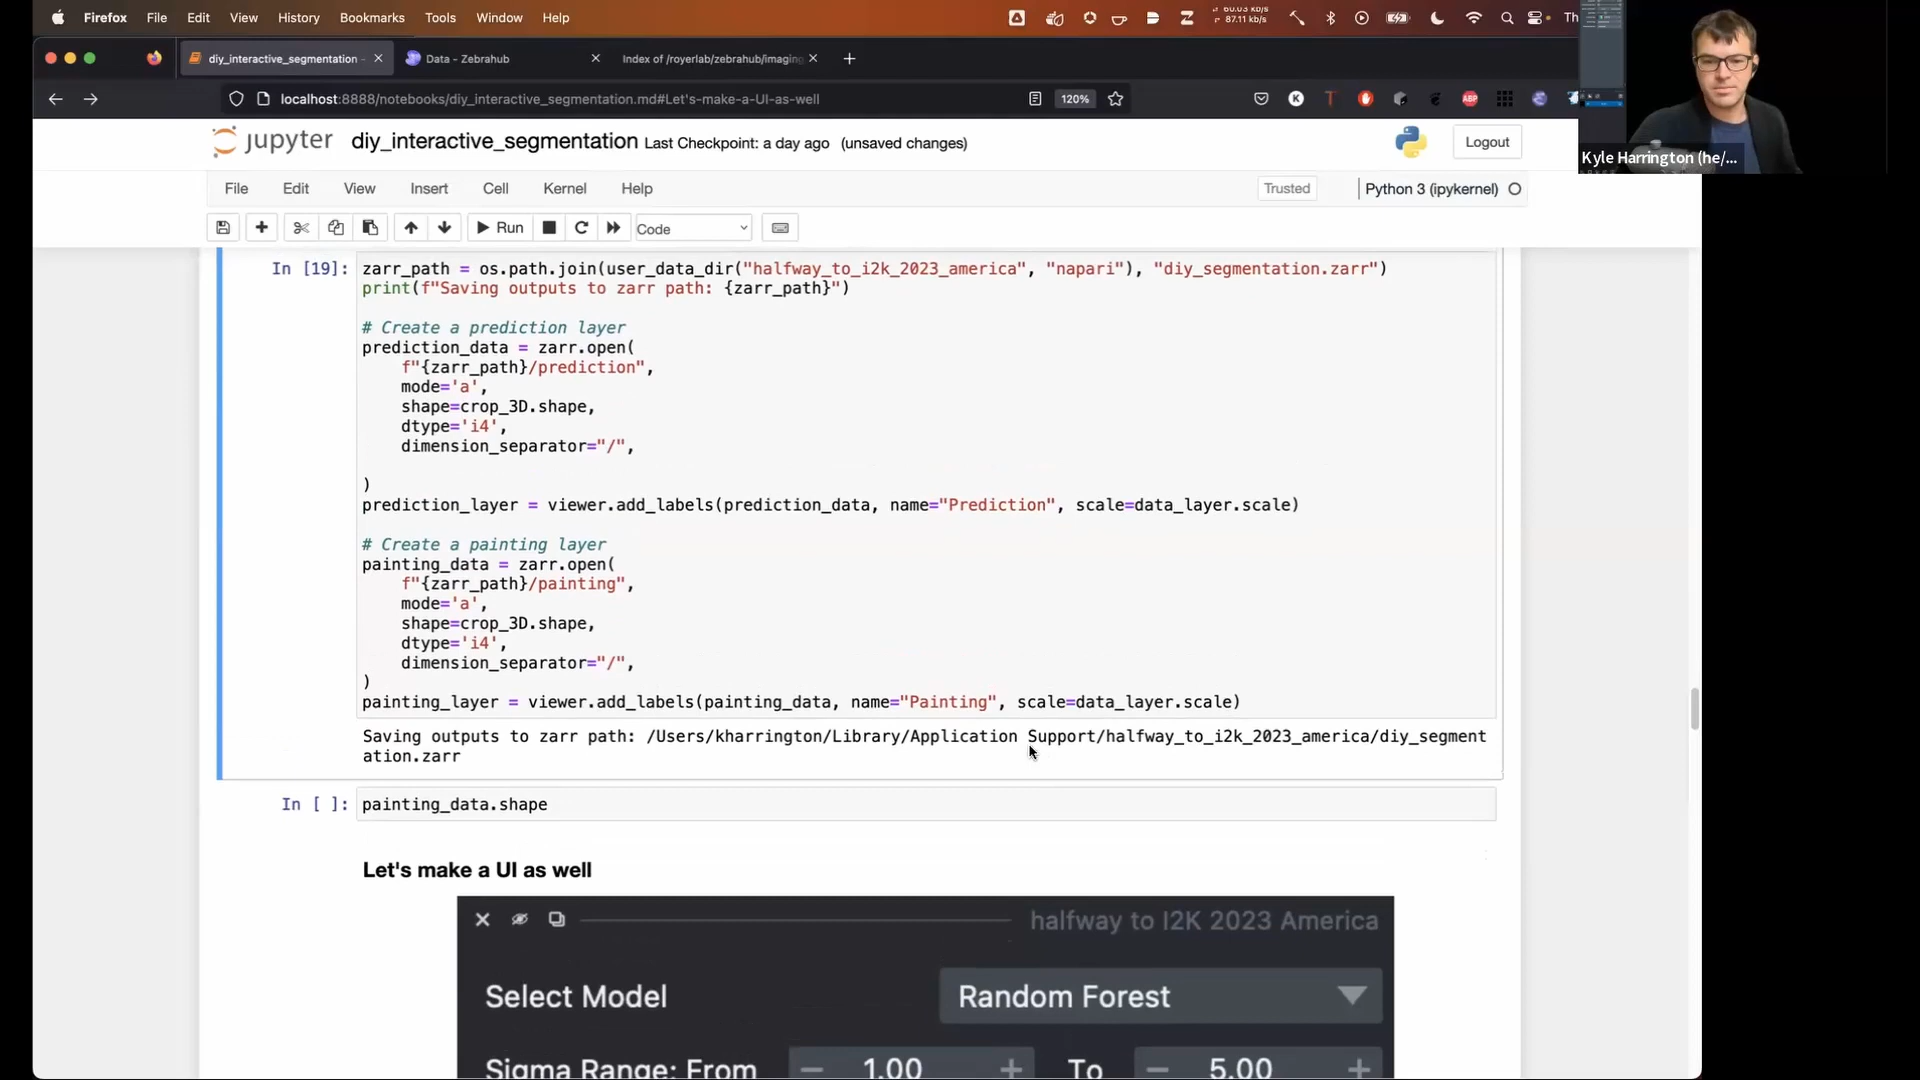 Firefox File Edit View History Bookmarks Tools Window Help
87.11 kb/s
Th
diy_interactive_segmentation -
Data - Zebrahub
Index of /royerlab/zebrahub/imaging
localhost:8888/notebooks/diy_interactive_segmentation.md#Let's-make-a-UI-as-well
120%
ABP
Kyle Harrington (he/...
jupyter diy_interactive_segmentation Last Checkpoint: a day ago (unsaved changes)
Logout
File Edit View Insert Cell Kernel Help
Trusted
Python 3 (ipykernel)
Run
Code
In [19]:
zarr_path = os.path.join(user_data_dir("halfway_to_i2k_2023_america", "napari"), "diy_segmentation.zarr")
print(f"Saving outputs to zarr path: {zarr_path}")
# Create a prediction layer
prediction_data = zarr.open(
f"{zarr_path}/prediction",
mode='a',
shape=crop_3D.shape,
dtype='i4',
dimension_separator="/",
)
prediction_layer = viewer.add_labels(prediction_data, name="Prediction", scale=data_layer.scale)
# Create a painting layer
painting_data = zarr.open(
f"{zarr_path}/painting",
mode='a',
shape=crop_3D.shape,
dtype='i4',
dimension_separator="/",
)
painting_layer = viewer.add_labels(painting_data, name="Painting", scale=data_layer.scale)
Saving outputs to zarr path: /Users/kharrington/Library/Application Support/halfway_to_i2k_2023_america/diy_segment
ation.zarr
In [ ]:
painting_data.shape
Let's make a UI as well
halfway to I2K 2023 America
Select Model
Random Forest
Sigma Range: From
1.00
To
5.00